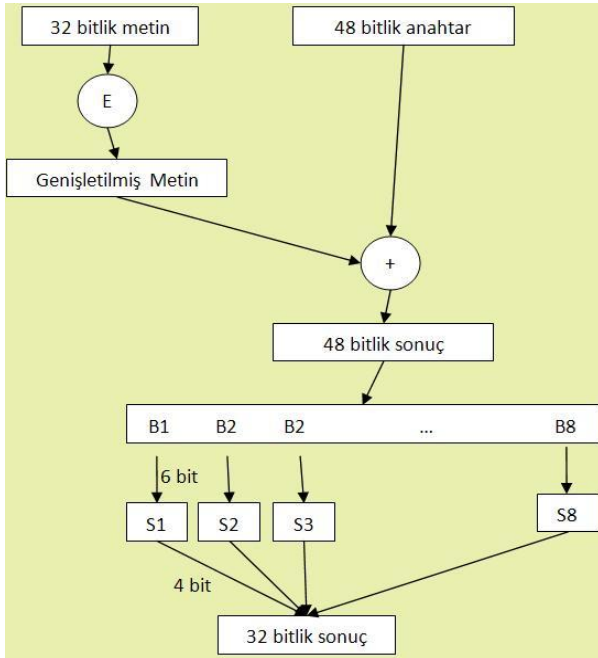 32 bitlik metin
48 bitlik anahtar
E
Genişletilmiş Metin
+
48 bitlik sonuç
B1 B2 B2 ... B8
6 bit
S1 S2 S3 S8
4 bit
32 bitlik sonuç